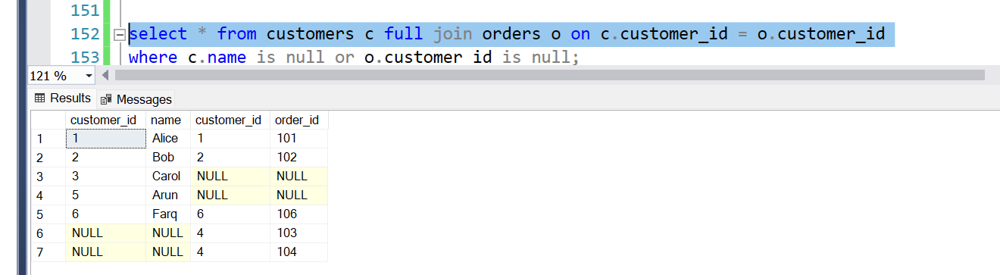 151
152 select * from customers c full join orders o on c.customer_id = o.customer_id
153 where c.name is null or o.customer id is null;
121 %
Results Messages
customer_id name customer_id order_id
1 1 Alice 1 101
2 2 Bob 2 102
3 3 Carol NULL NULL
4 5 Arun NULL NULL
5 6 Farq 6 106
6 NULL NULL 4 103
7 NULL NULL 4 104